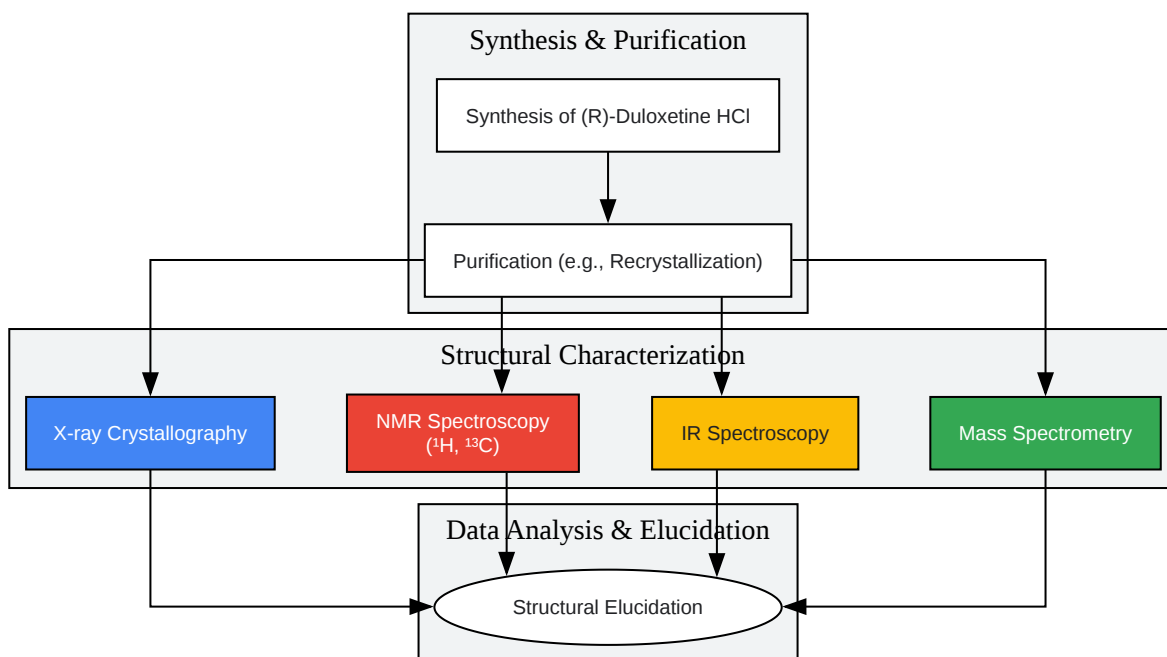 Synthesis & Purification
Synthesis of (R)-Duloxetine HCl
Purification (e.g., Recrystallization)
Structural Characterization
X-ray Crystallography
NMR Spectroscopy
(¹H, ¹³C)
IR Spectroscopy
Mass Spectrometry
Data Analysis & Elucidation
Structural Elucidation